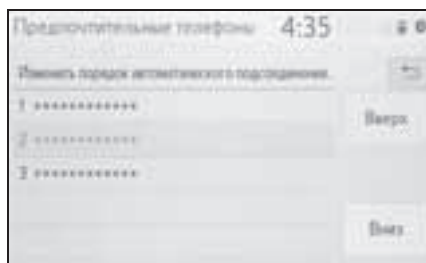 Предпочтительные телефоны 4:35
Изменить порядок автоматического подсоединения.
1 ************
Вверх
2 ************
3 ************
Вниз